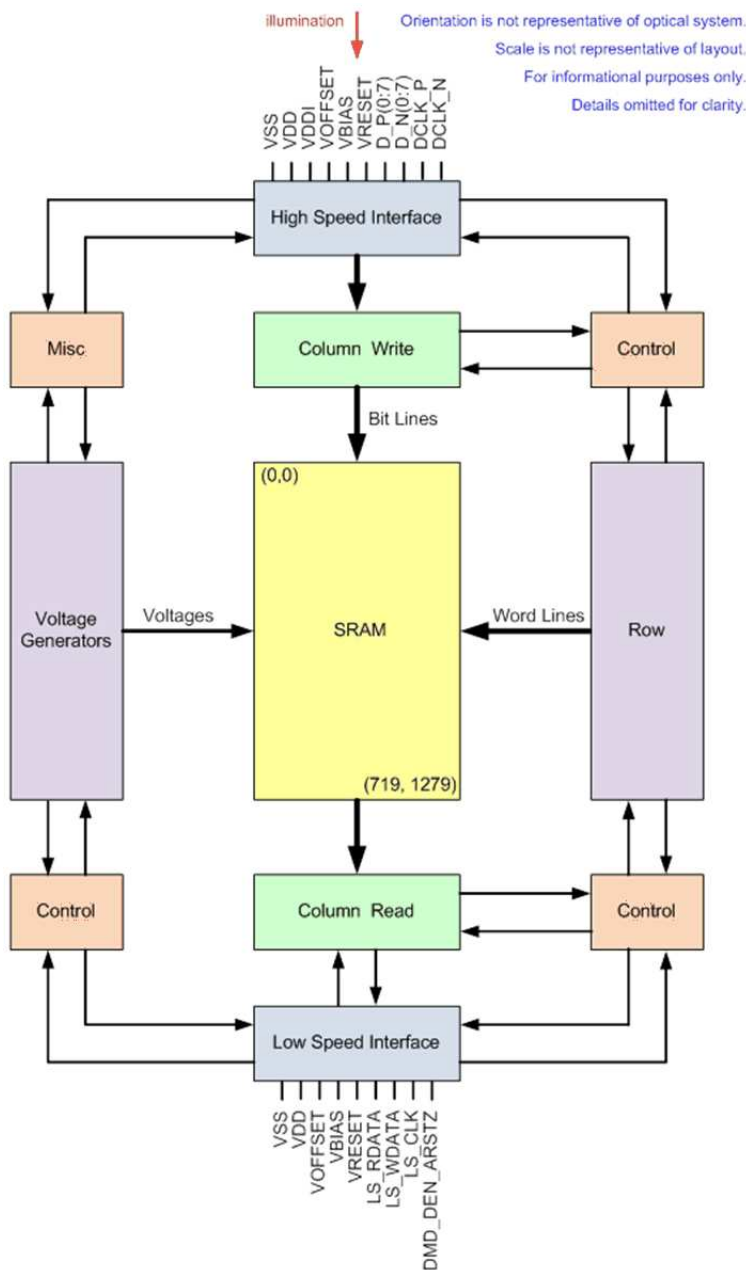 illumination
Orientation is not representative of optical system.
Scale is not representative of layout.
For informational purposes only.
Details omitted for clarity.
VSS
VDD
VDDI
VOFFSET
VBIAS
VRESET
D_P(0:7)
D_N(0:7)
DCLK_P
DCLK_N
High Speed Interface
Misc
Column Write
Control
Bit Lines
(0,0)
Voltage
Generators
Voltages
SRAM
Word Lines
Row
(719, 1279)
Control
Column Read
Control
Low Speed Interface
VSS
VDD
VOFFSET
VBIAS
VRESET
LS_RDATA
LS_WDATA
LS_CLK
DMD_DEN_ARSTZ